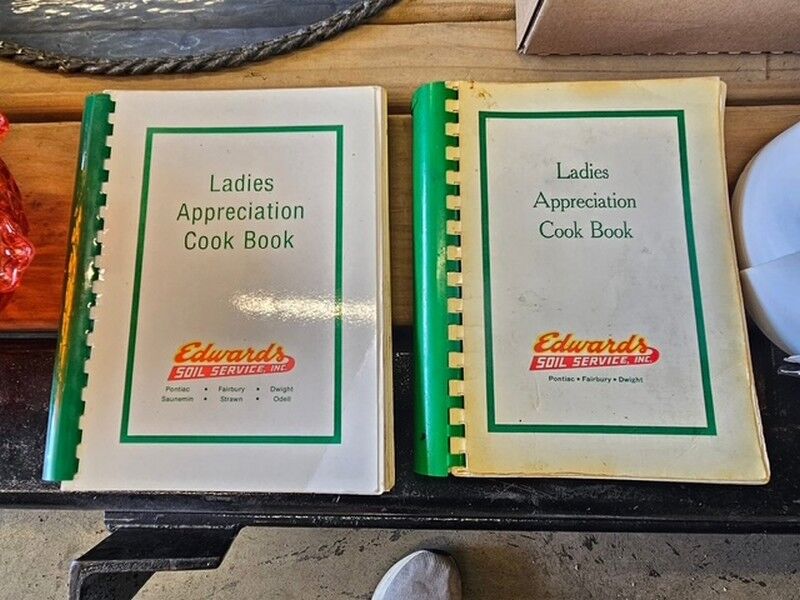 Ladies
Appreciation
Cook Book
Edwards
SOIL SERVICE, INC.
Pontiac • Fairbury • Dwight
Saunemin • Strawn • Odell
Ladies
Appreciation
Cook Book
Edwards
SOIL SERVICE, INC.
Pontiac • Fairbury • Dwight